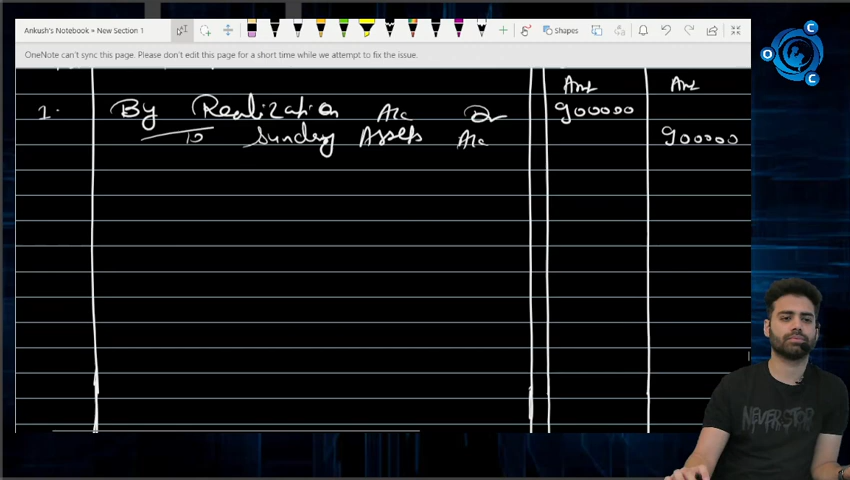 Ankush's Notebook » New Section 1
Shapes
OneNote can't sync this page. Please don't edit this page for a short time while we attempt to fix the issue.
Amt Amt
1. By Realization A/c Dr 900000
To Sundry Assets A/c 900000
O C C
NEVER STOP